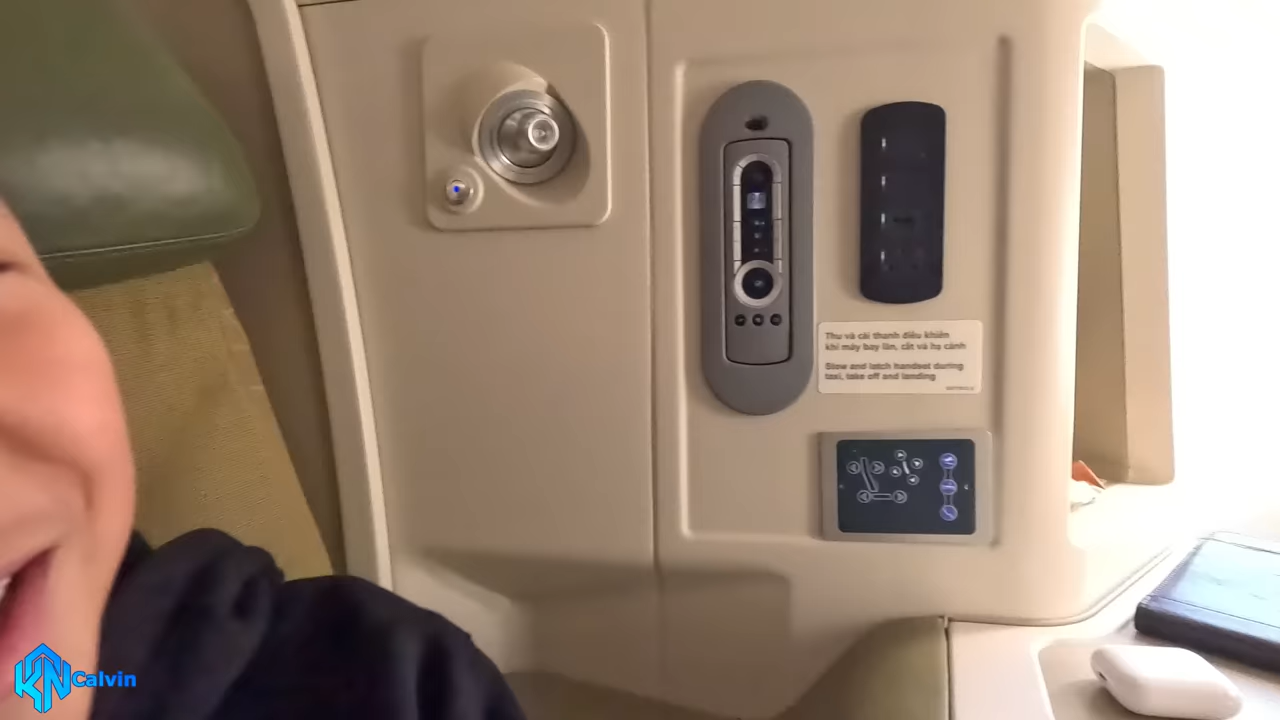 Thu và cài thanh điều khiển
khi máy bay lăn, cất và hạ cánh
Stow and latch handset during
taxi, take off and landing
KN Calvin